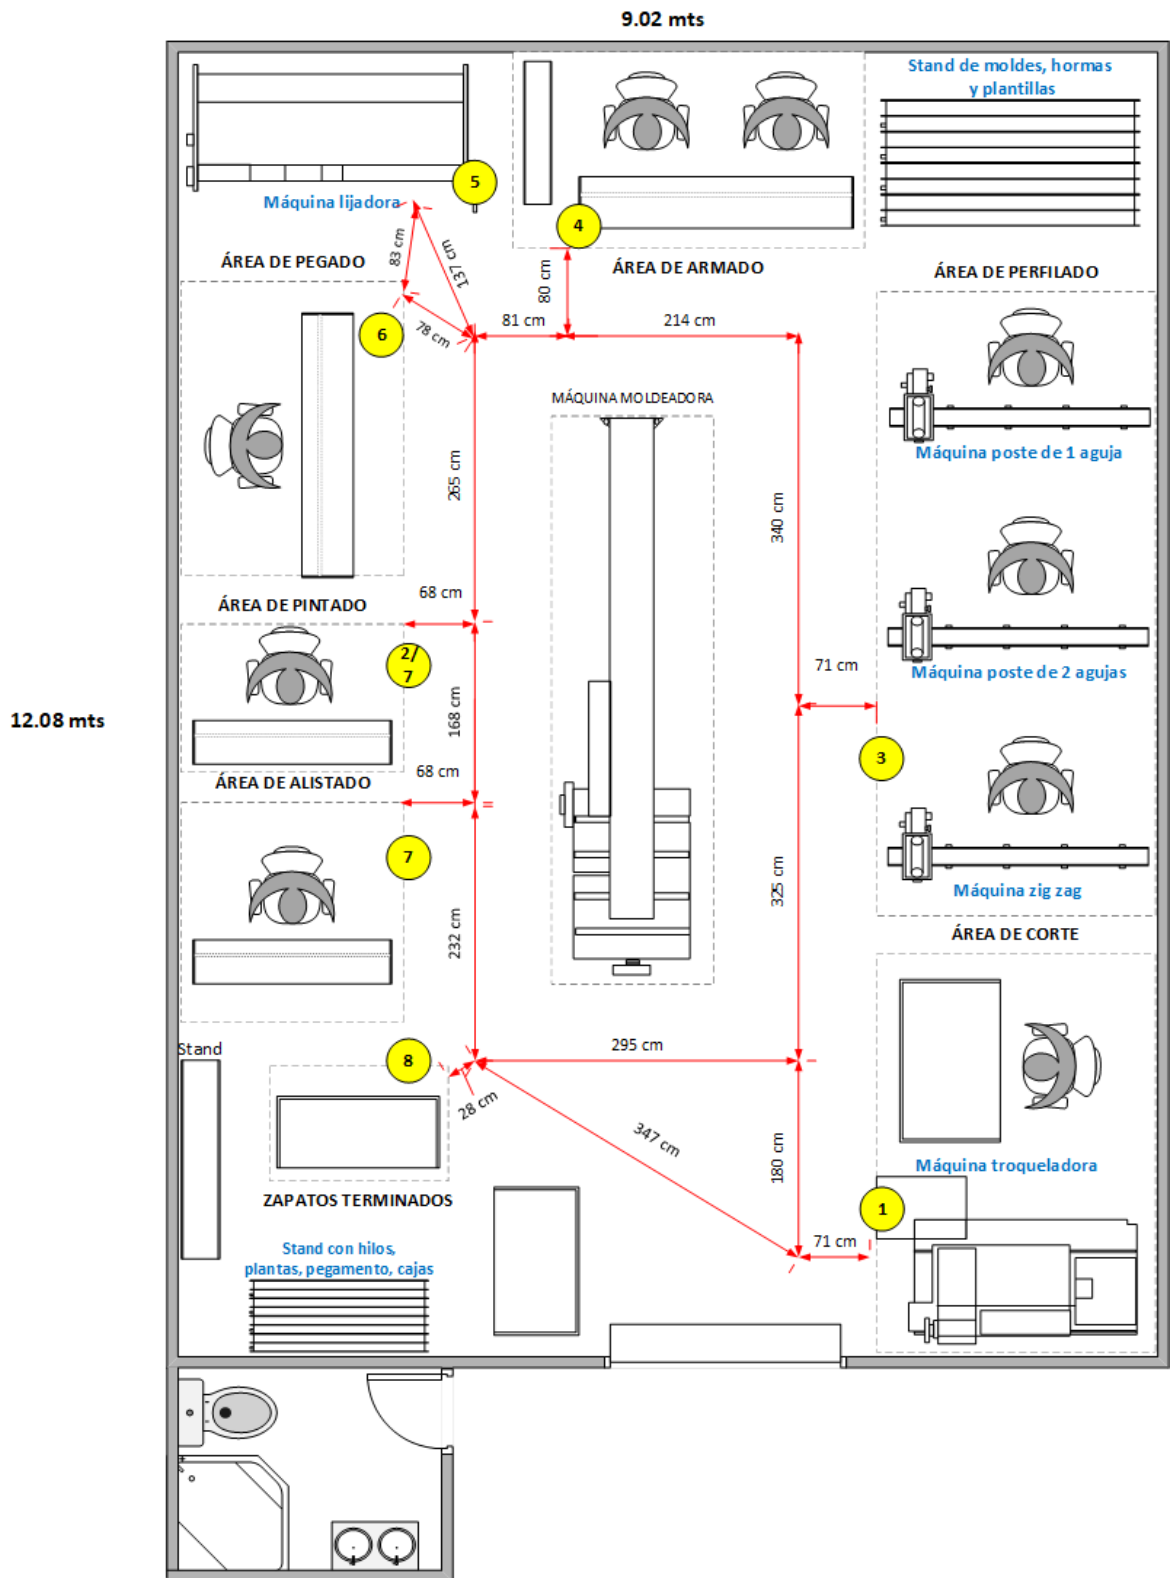 9.02 mts
Stand de moldes, hormas
y plantillas
5
Máquina lijadora
4
83 cm
137 cm
ÁREA DE PEGADO
80 cm
ÁREA DE ARMADO
ÁREA DE PERFILADO
6
78 cm
81 cm
214 cm
MÁQUINA MOLDEADORA
Máquina poste de 1 aguja
265 cm
340 cm
68 cm
ÁREA DE PINTADO
2/
7
71 cm
Máquina poste de 2 agujas
168 cm
12.08 mts
3
ÁREA DE ALISTADO
68 cm
7
325 cm
Máquina zig zag
232 cm
ÁREA DE CORTE
Stand
8
295 cm
28 cm
347 cm
180 cm
Máquina troqueladora
ZAPATOS TERMINADOS
1
Stand con hilos,
plantas, pegamento, cajas
71 cm